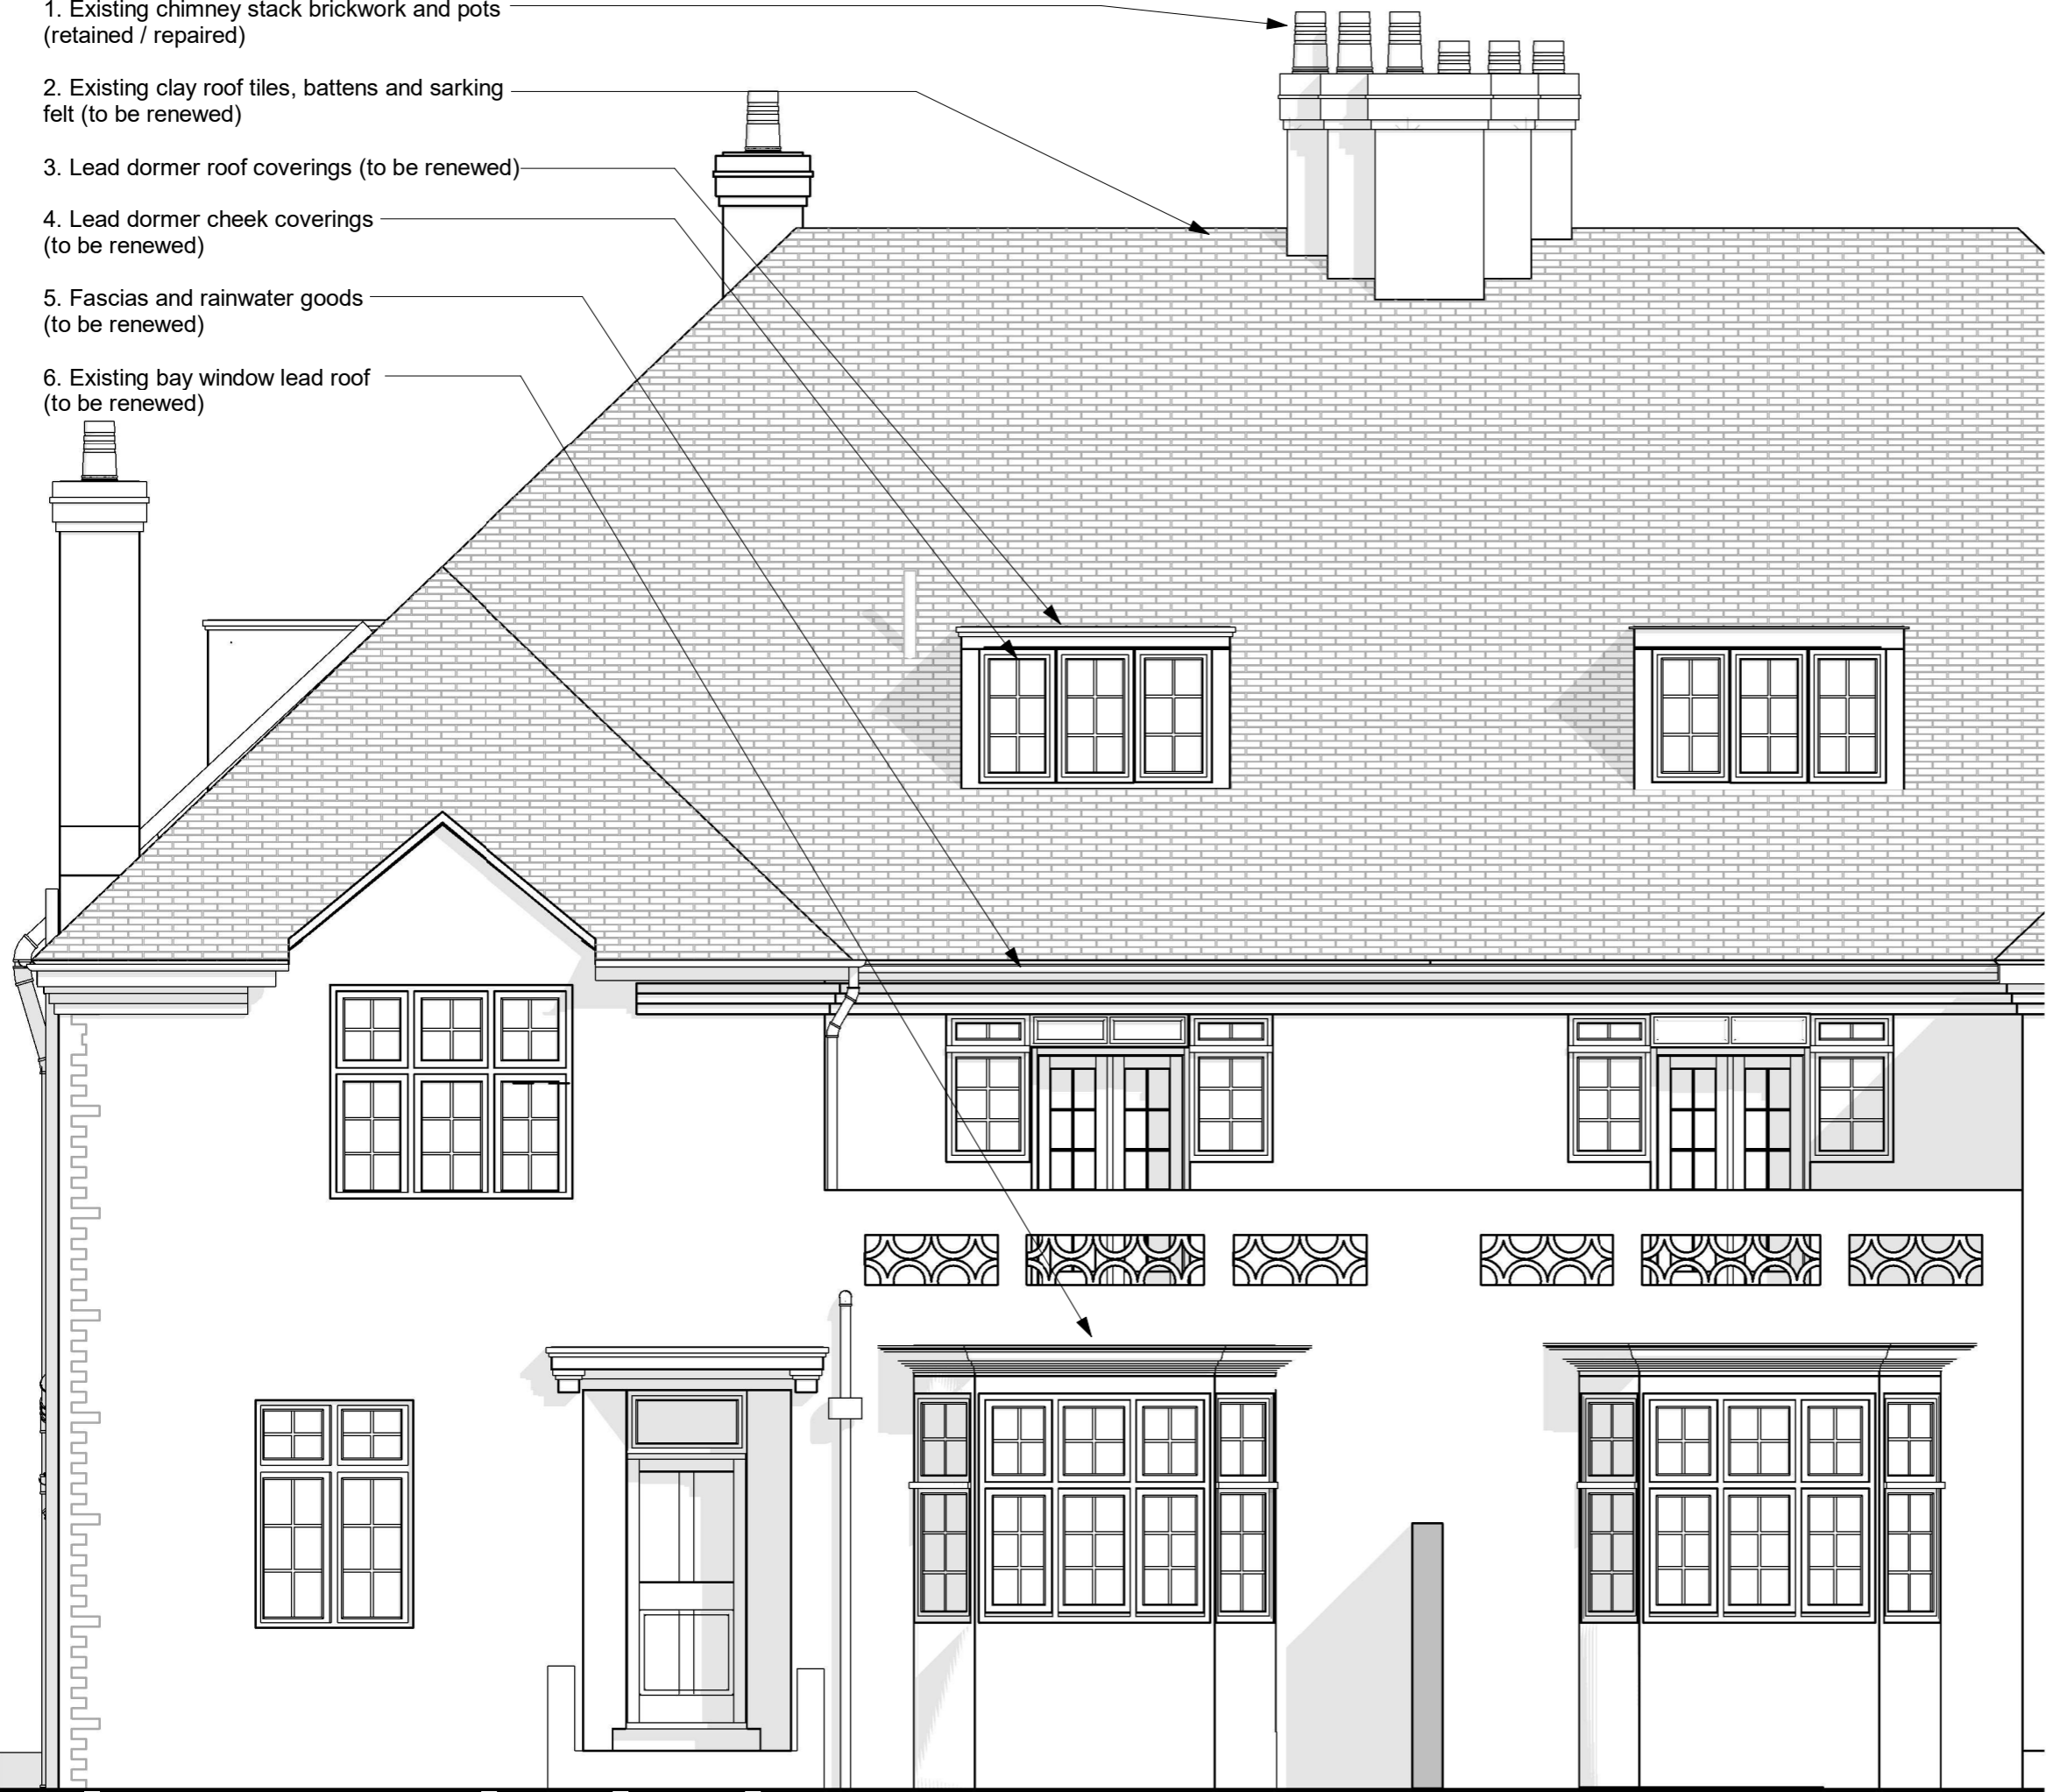 1. Existing chimney stack brickwork and pots
(retained / repaired)
2. Existing clay roof tiles, battens and sarking
felt (to be renewed)
3. Lead dormer roof coverings (to be renewed)
4. Lead dormer cheek coverings
(to be renewed)
5. Fascias and rainwater goods
(to be renewed)
6. Existing bay window lead roof
(to be renewed)